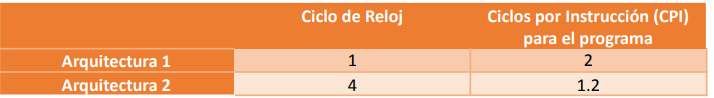 Ciclo de Reloj Ciclos por Instrucción (CPI)
para el programa
Arquitectura 1 1 2
Arquitectura 2 4 1.2